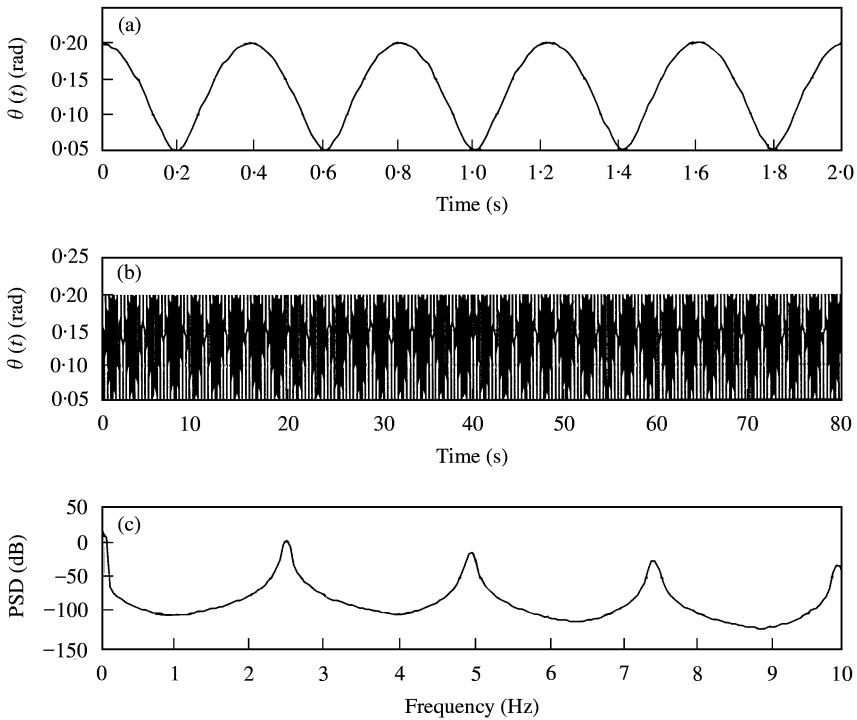 (a)
θ (t) (rad)
0·20
0·15
0·10
0·05
0 0·2 0·4 0·6 0·8 1·0 1·2 1·4 1·6 1·8 2·0
Time (s)
(b)
θ (t) (rad)
0·25
0·20
0·15
0·10
0·05
0 10 20 30 40 50 60 70 80
Time (s)
(c)
PSD (dB)
50
0
−50
−100
−150
0 1 2 3 4 5 6 7 8 9 10
Frequency (Hz)